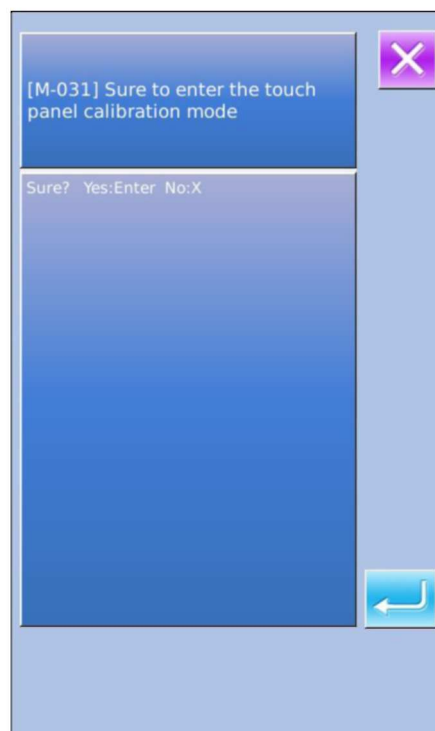 [M-031] Sure to enter the touch
panel calibration mode
Sure? Yes:Enter No:X